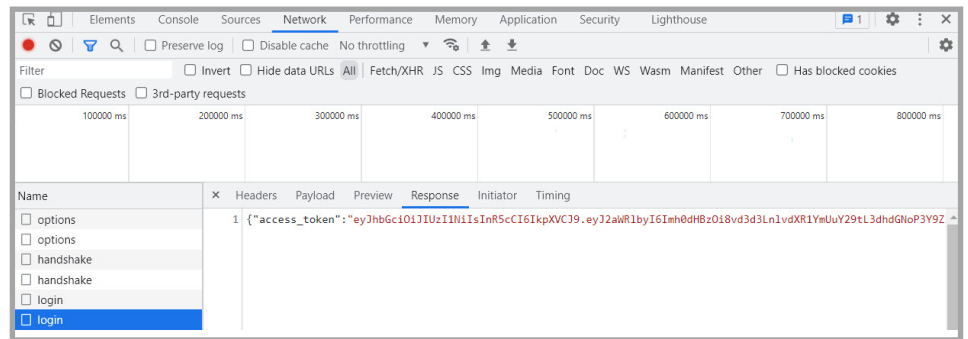 Elements Console Sources Network Performance Memory Application Security Lighthouse 1
Preserve log Disable cache No throttling
Filter Invert Hide data URLs All Fetch/XHR JS CSS Img Media Font Doc WS Wasm Manifest Other Has blocked cookies
Blocked Requests 3rd-party requests
100000 ms 200000 ms 300000 ms 400000 ms 500000 ms 600000 ms 700000 ms 800000 ms
Name × Headers Payload Preview Response Initiator Timing
options 1 {"access_token":"eyJhbGciOiJIUzI1NiIsInR5cCI6IkpXVCJ9.eyJ2aWRlbyI6Imh0dHBzOi8vd3d3LnlvdXR1YmUuY29tL3dhdGNoP3Y9Z
options
handshake
handshake
login
login